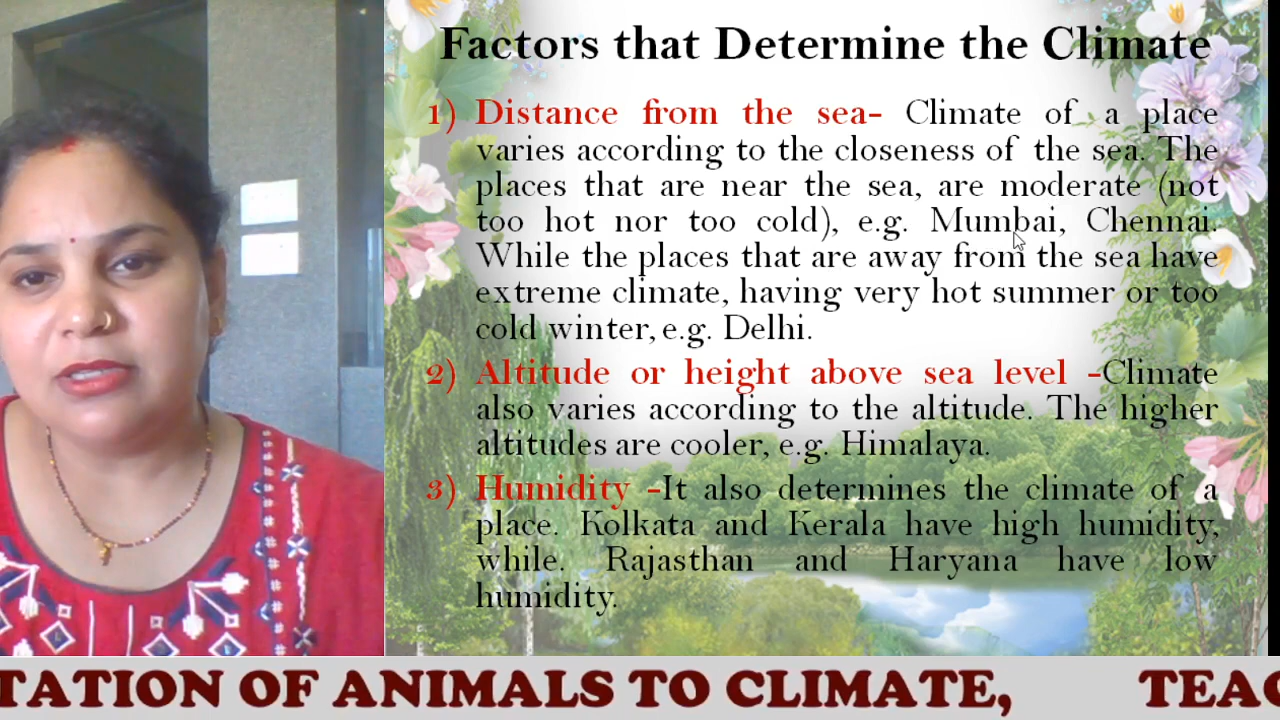 Factors that Determine the Climate
1) Distance from the sea- Climate of a place
varies according to the closeness of the sea. The
places that are near the sea, are moderate (not
too hot nor too cold), e.g. Mumbai, Chennai.
While the places that are away from the sea have
extreme climate, having very hot summer or too
cold winter, e.g. Delhi.
2) Altitude or height above sea level -Climate
also varies according to the altitude. The higher
altitudes are cooler, e.g. Himalaya.
3) Humidity -It also determines the climate of a
place. Kolkata and Kerala have high humidity,
while. Rajasthan and Haryana have low
humidity.
TATION OF ANIMALS TO CLIMATE, TEAC